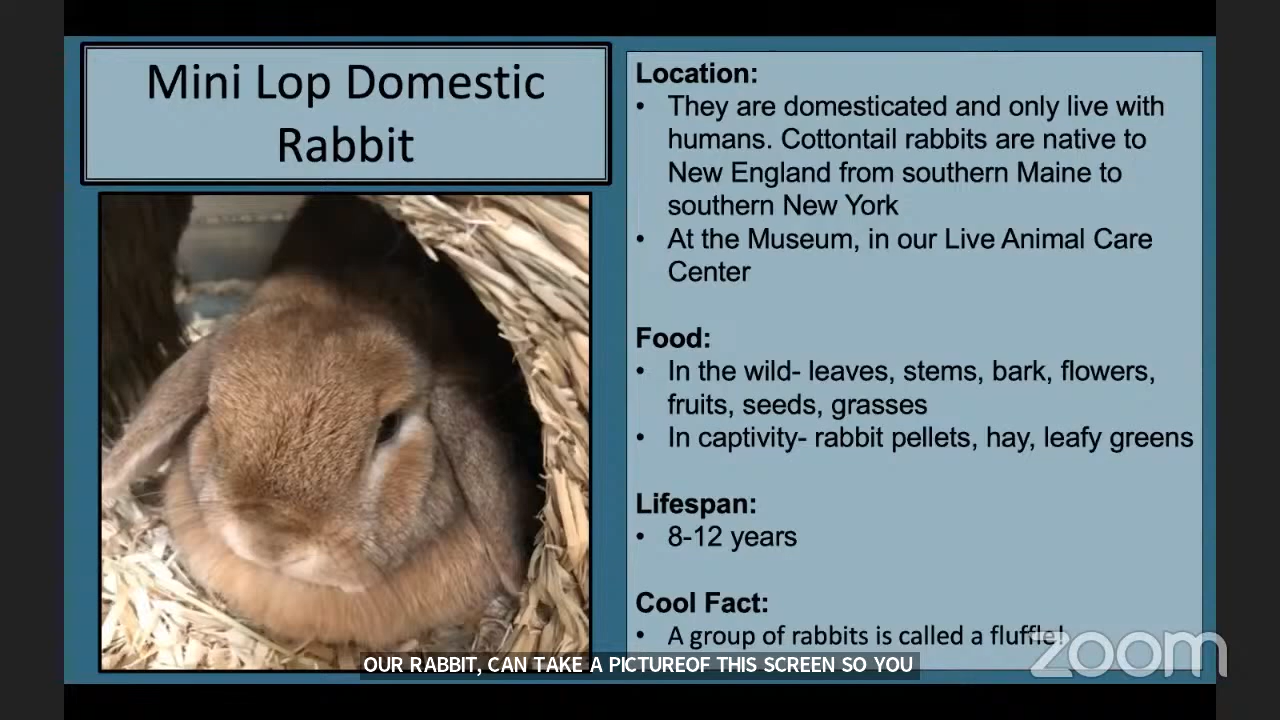 Mini Lop Domestic
Rabbit
Location:
• They are domesticated and only live with
humans. Cottontail rabbits are native to
New England from southern Maine to
southern New York
• At the Museum, in our Live Animal Care
Center
Food:
• In the wild- leaves, stems, bark, flowers,
fruits, seeds, grasses
• In captivity- rabbit pellets, hay, leafy greens
Lifespan:
• 8-12 years
Cool Fact:
• A group of rabbits is called a fluffle!
zoom
OUR RABBIT, CAN TAKE A PICTUREOF THIS SCREEN SO YOU